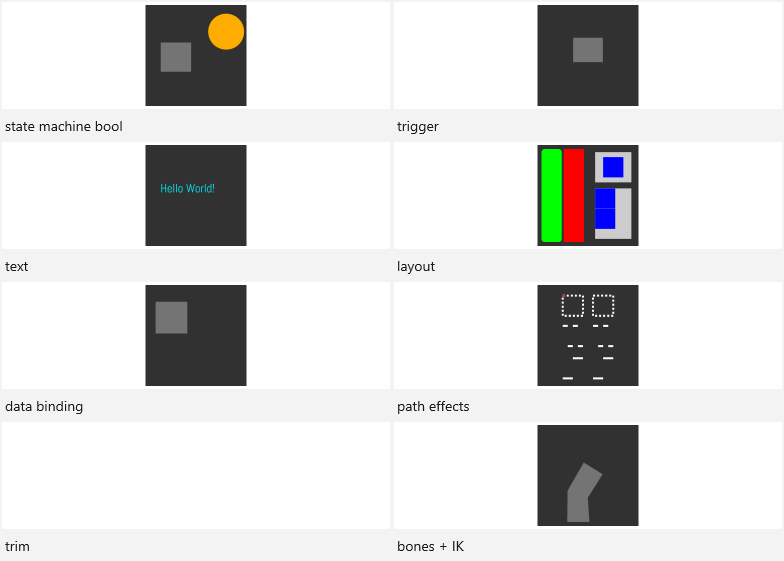 state machine bool
trigger
Hello World!
text
layout
data binding
path effects
trim
bones + IK